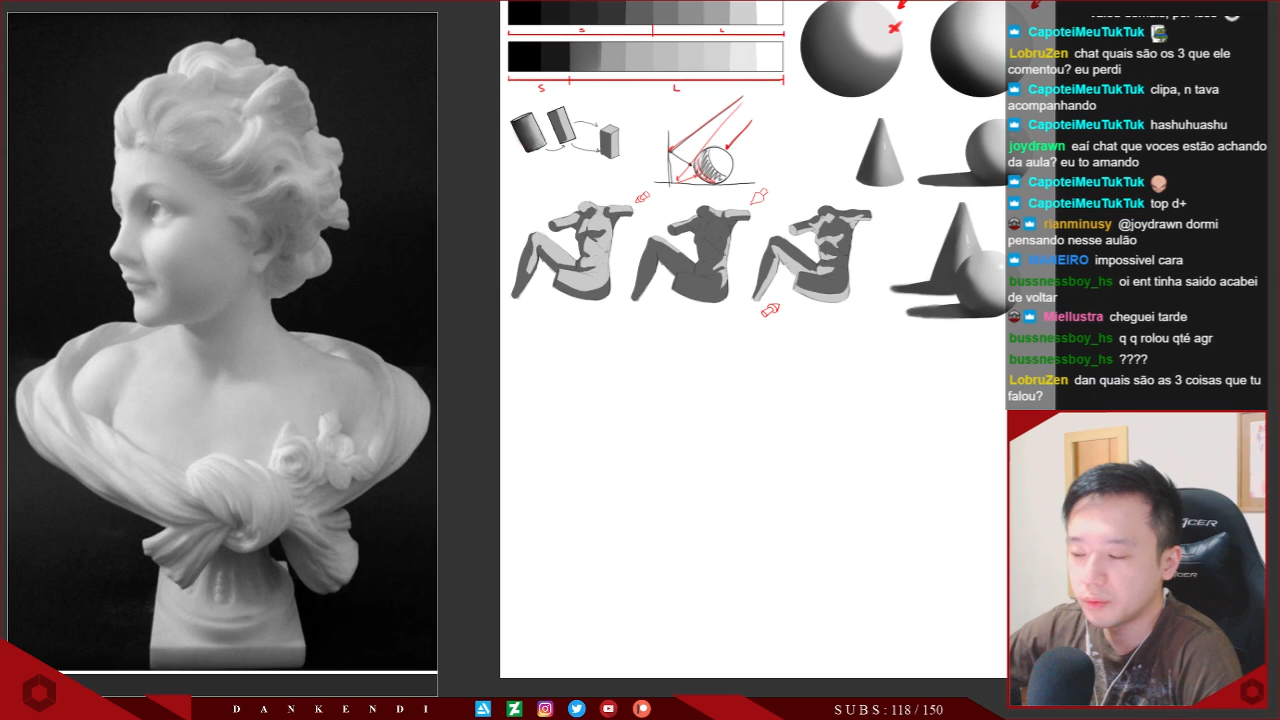 S
L
S
L
CapoteiMeuTukTuk
LobruZen chat quais são os 3 que ele
comentou? eu perdi
CapoteiMeuTukTuk clipa, n tava
acompanhando
CapoteiMeuTukTuk hashuhuashu
joydrawn eaí chat que voces estão achando
da aula? eu to amando
CapoteiMeuTukTuk
CapoteiMeuTukTuk top d+
rianminusy @joydrawn dormi
pensando nesse aulão
MANEIRO impossivel cara
bussnessboy_hs oi ent tinha saido acabei
de voltar
Miellustra cheguei tarde
bussnessboy_hs q q rolou qté agr
bussnessboy_hs ????
LobruZen dan quais são as 3 coisas que tu
falou?
ACER
DANKENDI
SUBS: 118 / 150